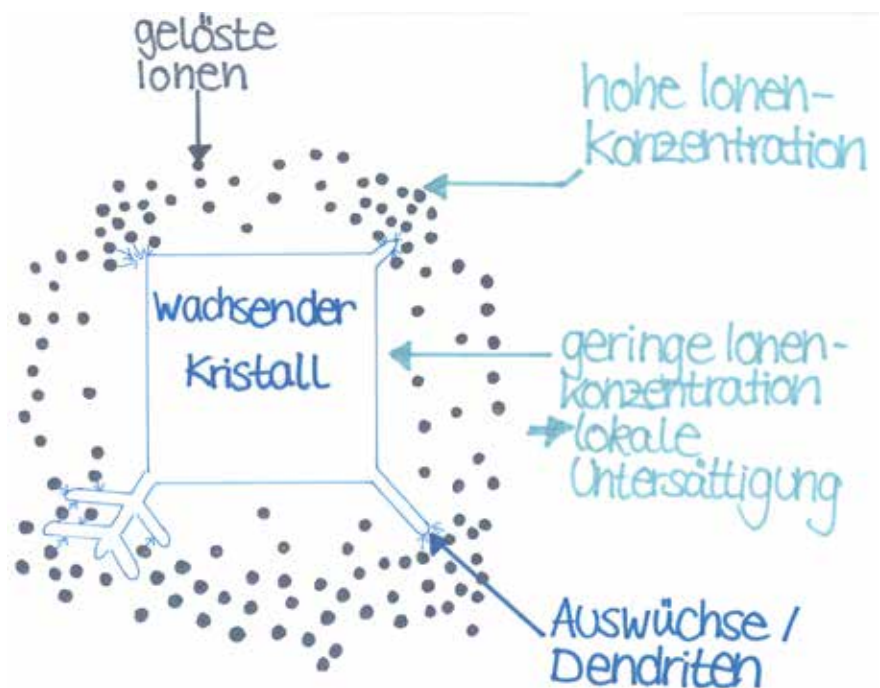 gelöste
Ionen
hohe Ionen-
Konzentration
Wachsender
Kristall
geringe Ionen-
Konzentration
lokale
Untersättigung
Auswüchse /
Dendriten